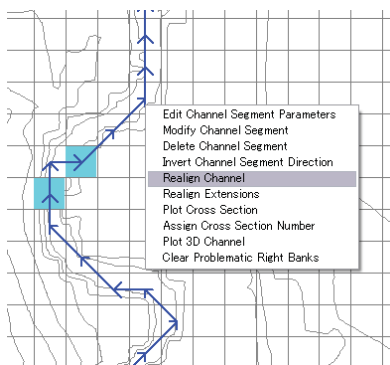 Edit Channel Segment Parameters
Modify Channel Segment
Delete Channel Segment
Invert Channel Segment Direction
Realign Channel
Realign Extensions
Plot Cross Section
Assign Cross Section Number
Plot 3D Channel
Clear Problematic Right Banks